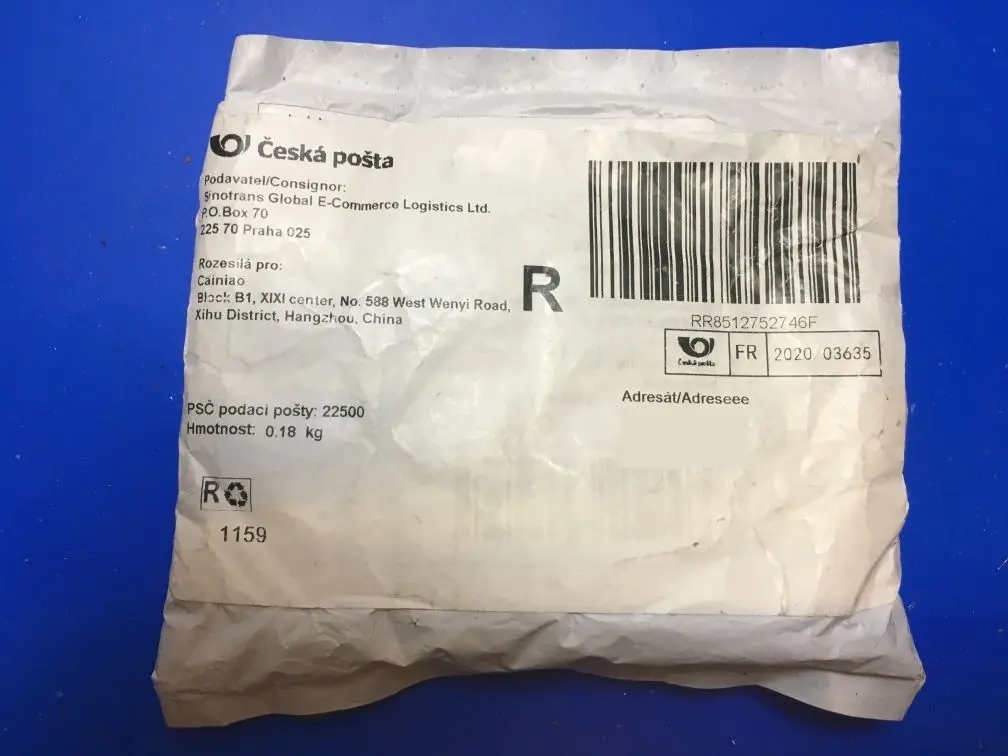 Česká pošta
Podavatel/Consignor:
Sinotrans Global E-Commerce Logistics Ltd.
P.O.Box 70
225 70 Praha 025
Rozesílá pro:
Cainiao
Block B1, XIXI center, No. 588 West Wenyi Road,
Xihu District, Hangzhou, China
R
RR8512752746F
Česká pošta
FR
2020/03635
Adresát/Adreseee
PSČ podací pošty: 22500
Hmotnost: 0.18 kg
R
1159